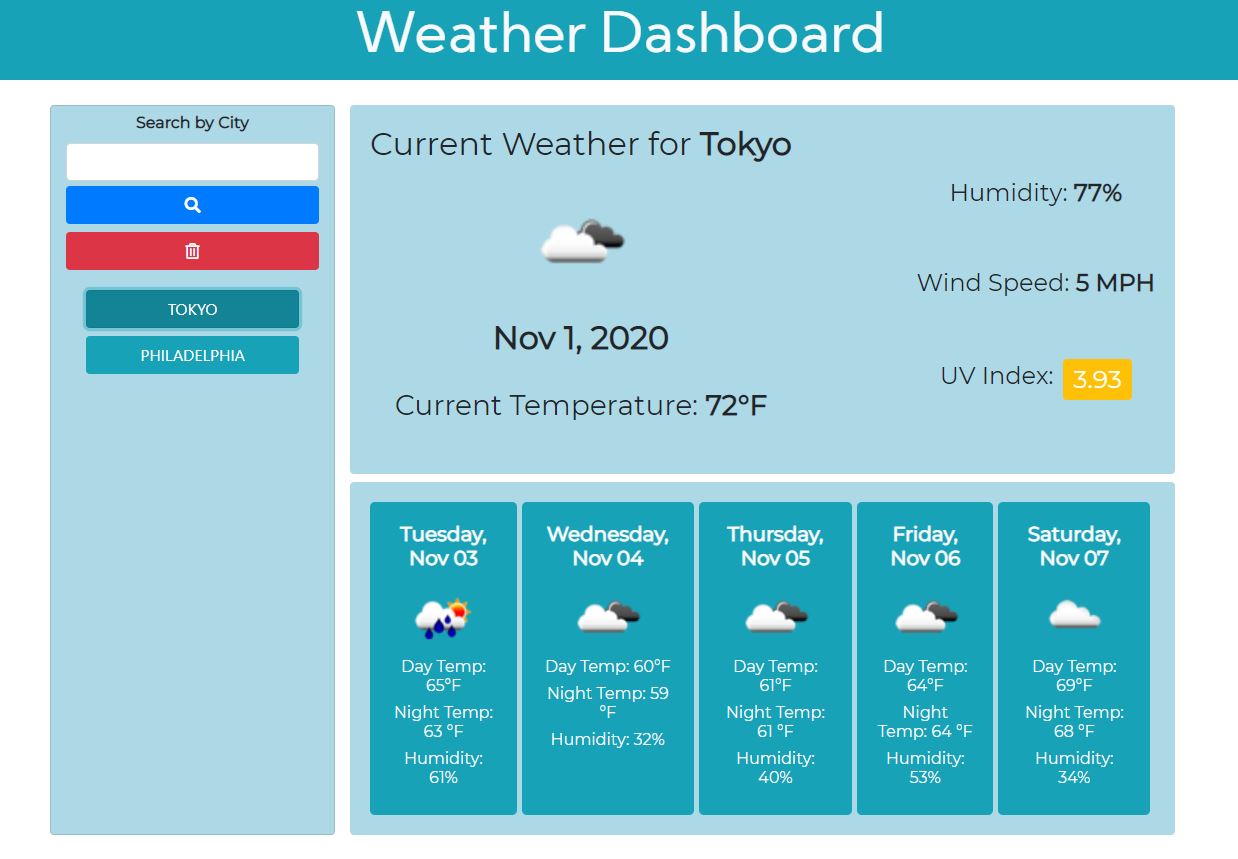 Weather Dashboard
Search by City
TOKYO
PHILADELPHIA
Current Weather for Tokyo
Nov 1, 2020
Current Temperature: 72°F
Humidity: 77%
Wind Speed: 5 MPH
UV Index: 3.93
Tuesday,
Nov 03
Day Temp:
65°F
Night Temp:
63 °F
Humidity:
61%
Wednesday,
Nov 04
Day Temp: 60°F
Night Temp: 59
°F
Humidity: 32%
Thursday,
Nov 05
Day Temp:
61°F
Night Temp:
61 °F
Humidity:
40%
Friday,
Nov 06
Day Temp:
64°F
Night
Temp: 64 °F
Humidity:
53%
Saturday,
Nov 07
Day Temp:
69°F
Night Temp:
68 °F
Humidity:
34%